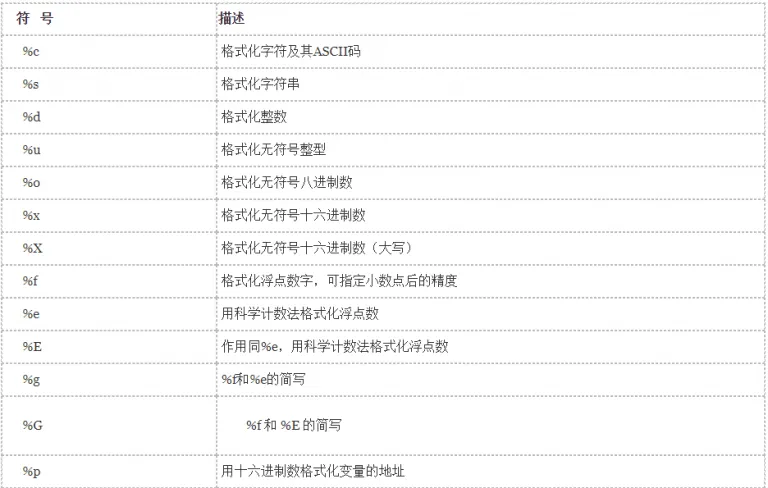 符 号 描述
%c 格式化字符及其ASCII码
%s 格式化字符串
%d 格式化整数
%u 格式化无符号整型
%o 格式化无符号八进制数
%x 格式化无符号十六进制数
%X 格式化无符号十六进制数（大写）
%f 格式化浮点数字，可指定小数点后的精度
%e 用科学计数法格式化浮点数
%E 作用同%e，用科学计数法格式化浮点数
%g %f和%e的简写
%G %f 和 %E 的简写
%p 用十六进制数格式化变量的地址